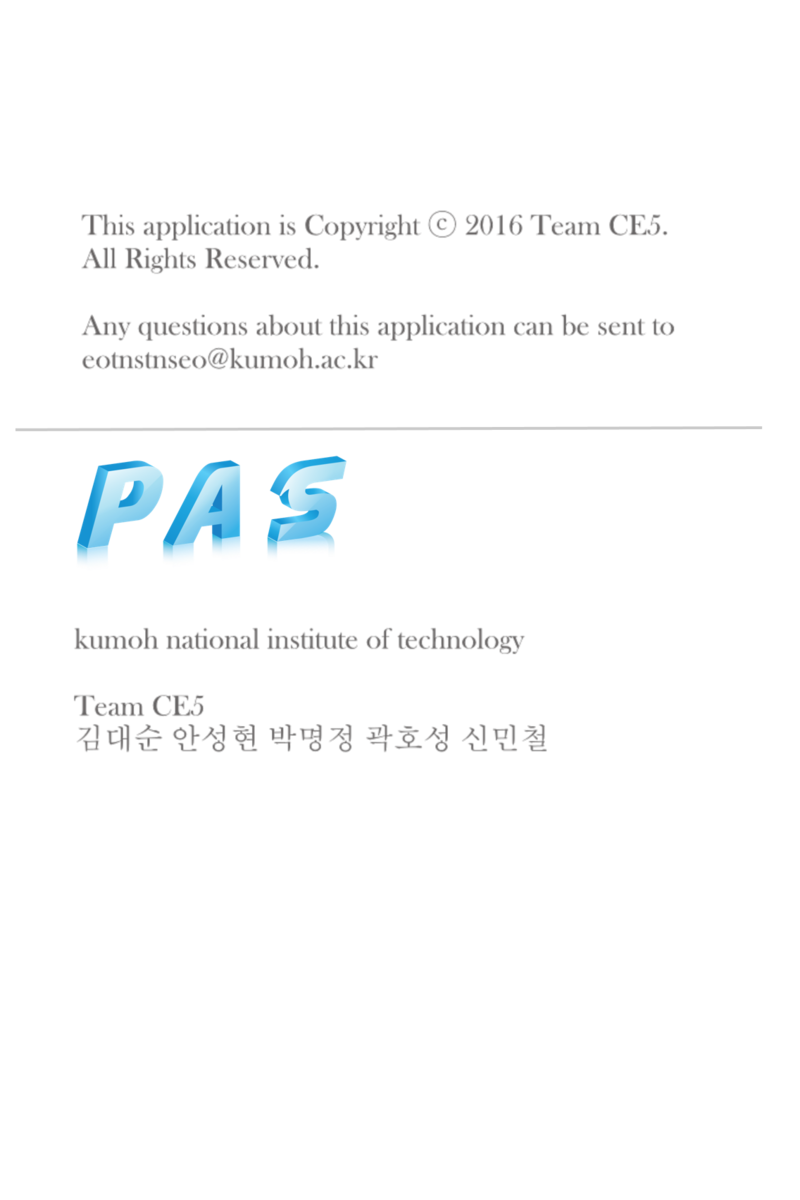 This application is Copyright ⓒ 2016 Team CE5.
All Rights Reserved.
Any questions about this application can be sent to
eotnstnseo@kumoh.ac.kr
PAS
kumoh national institute of technology
Team CE5
김대순 안성현 박명정 곽호성 신민철